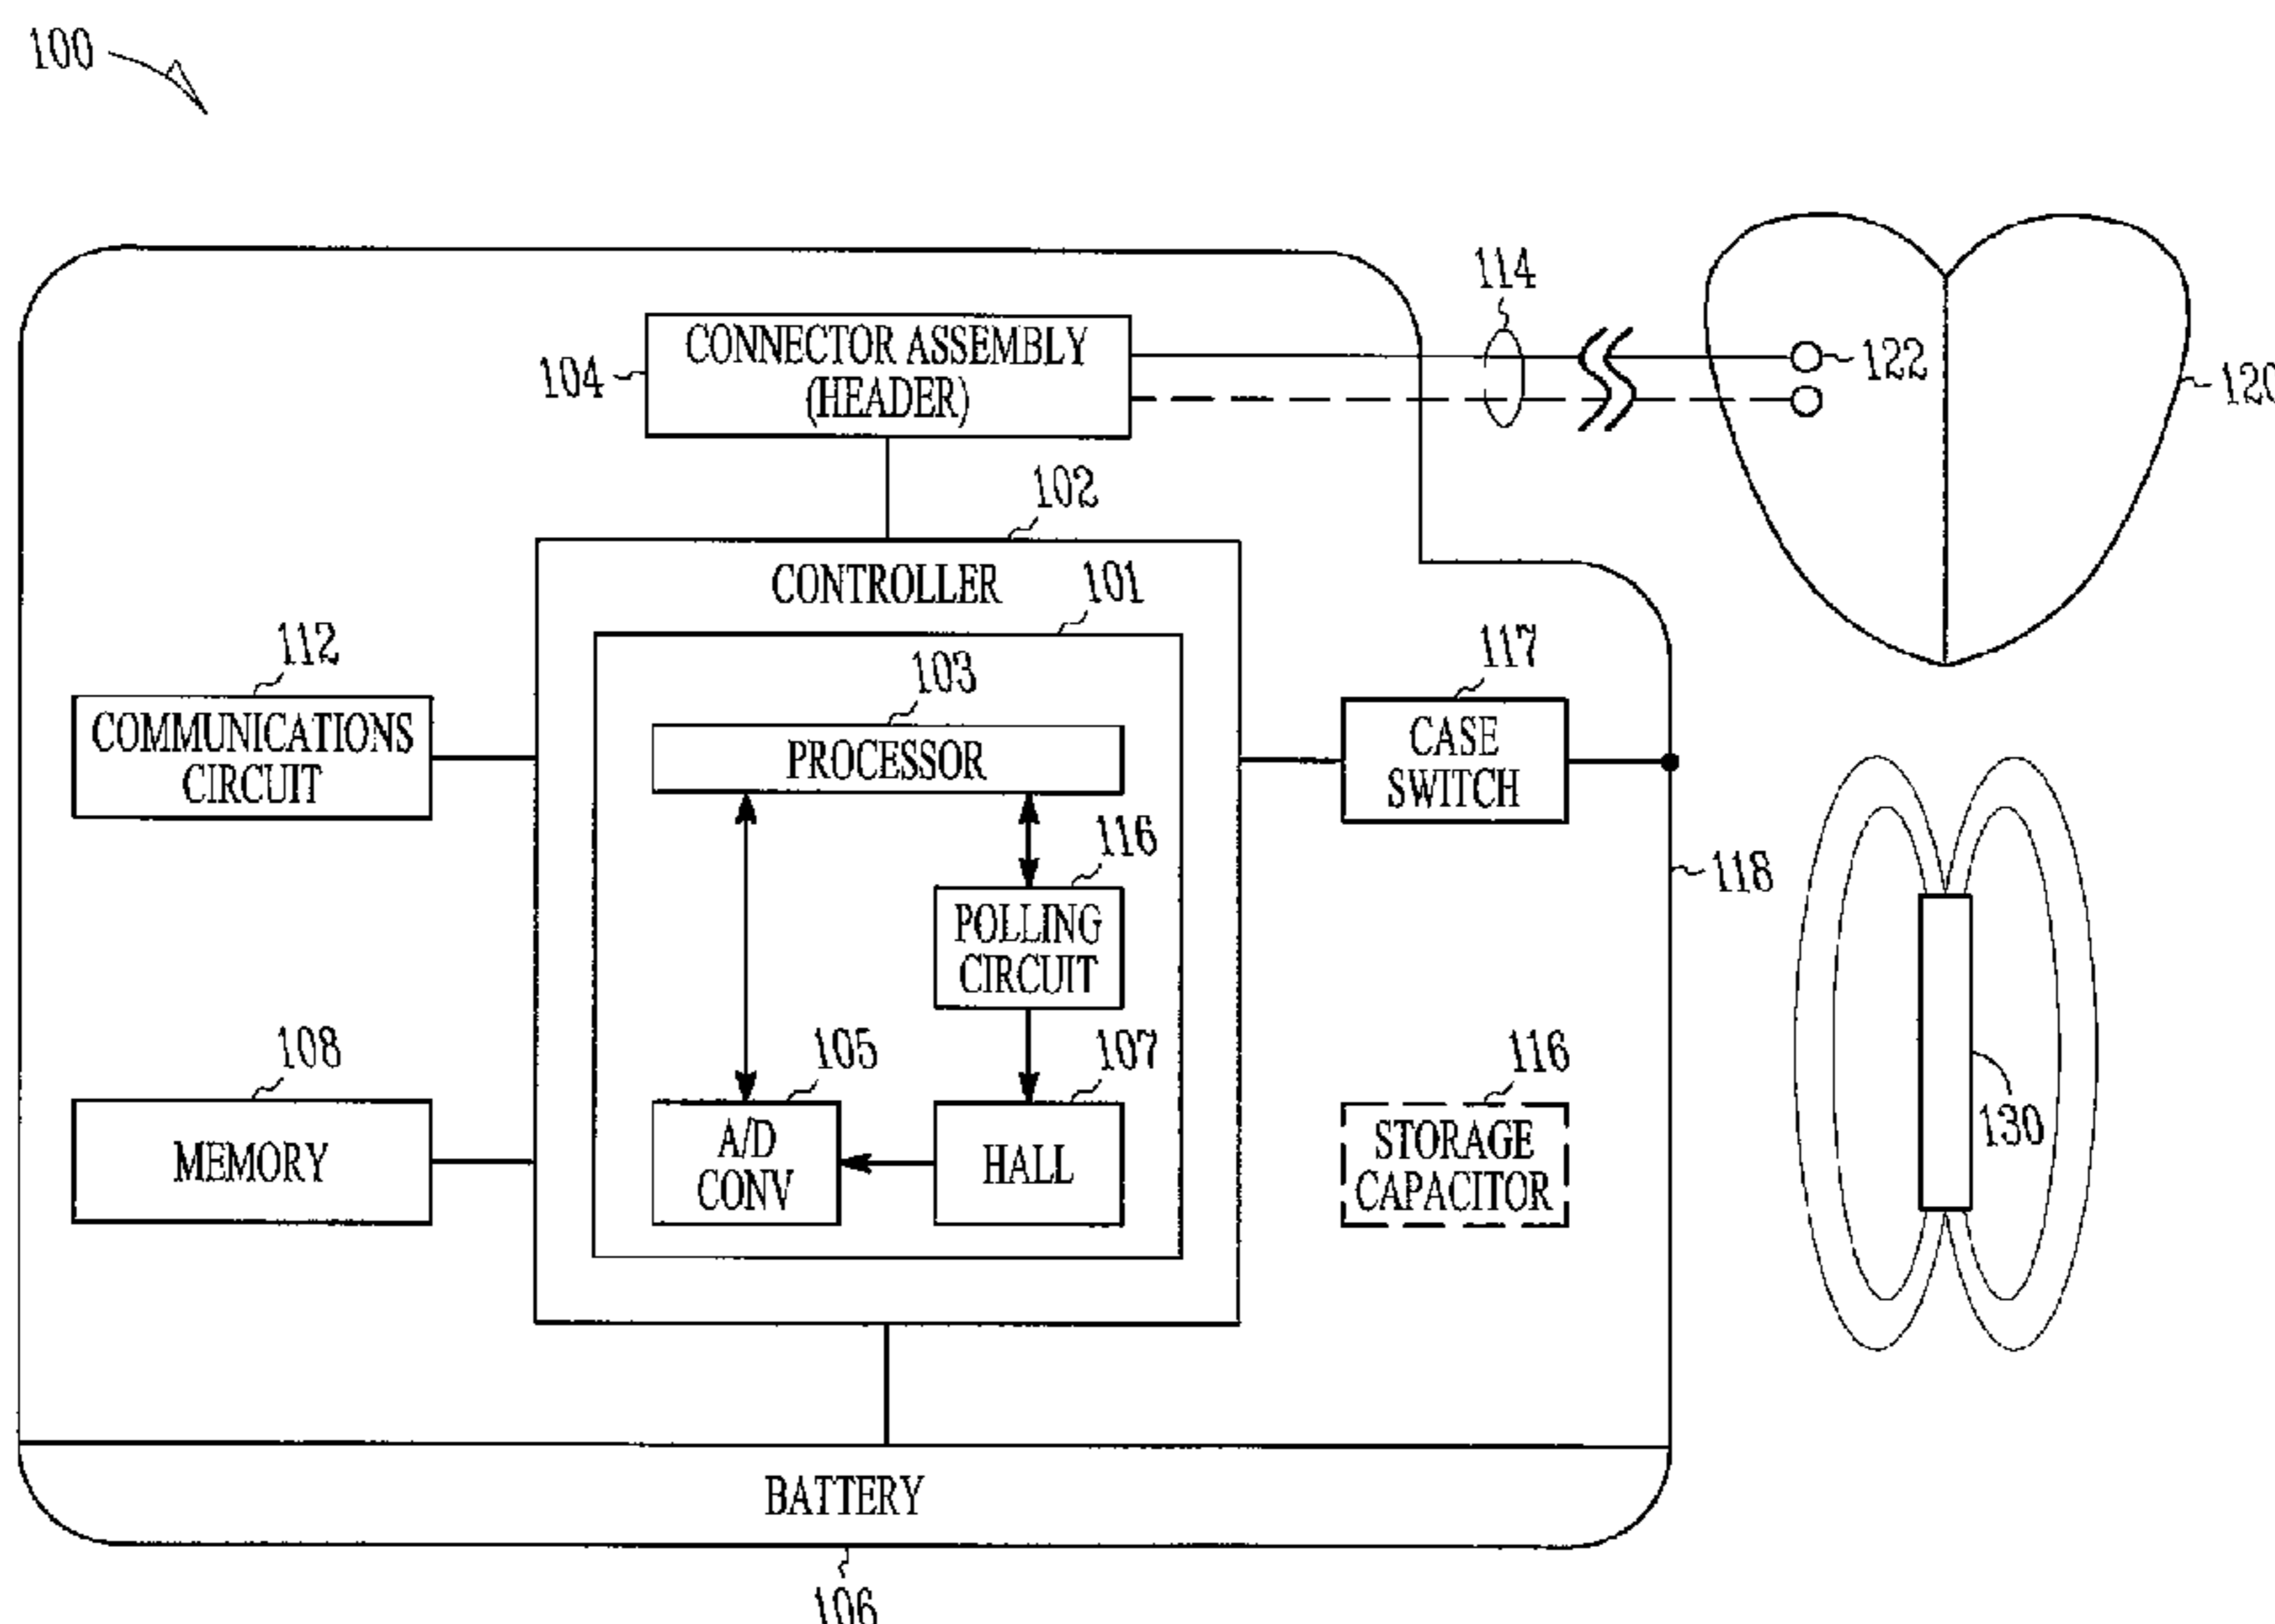 100
114
CONNECTOR ASSEMBLY
(HEADER)
104
122
120
102
CONTROLLER
101
112
COMMUNICATIONS
CIRCUIT
103
PROCESSOR
117
CASE
SWITCH
116
POLLING
CIRCUIT
118
108
MEMORY
105
A/D
CONV
107
HALL
116
STORAGE
CAPACITOR
130
BATTERY
106